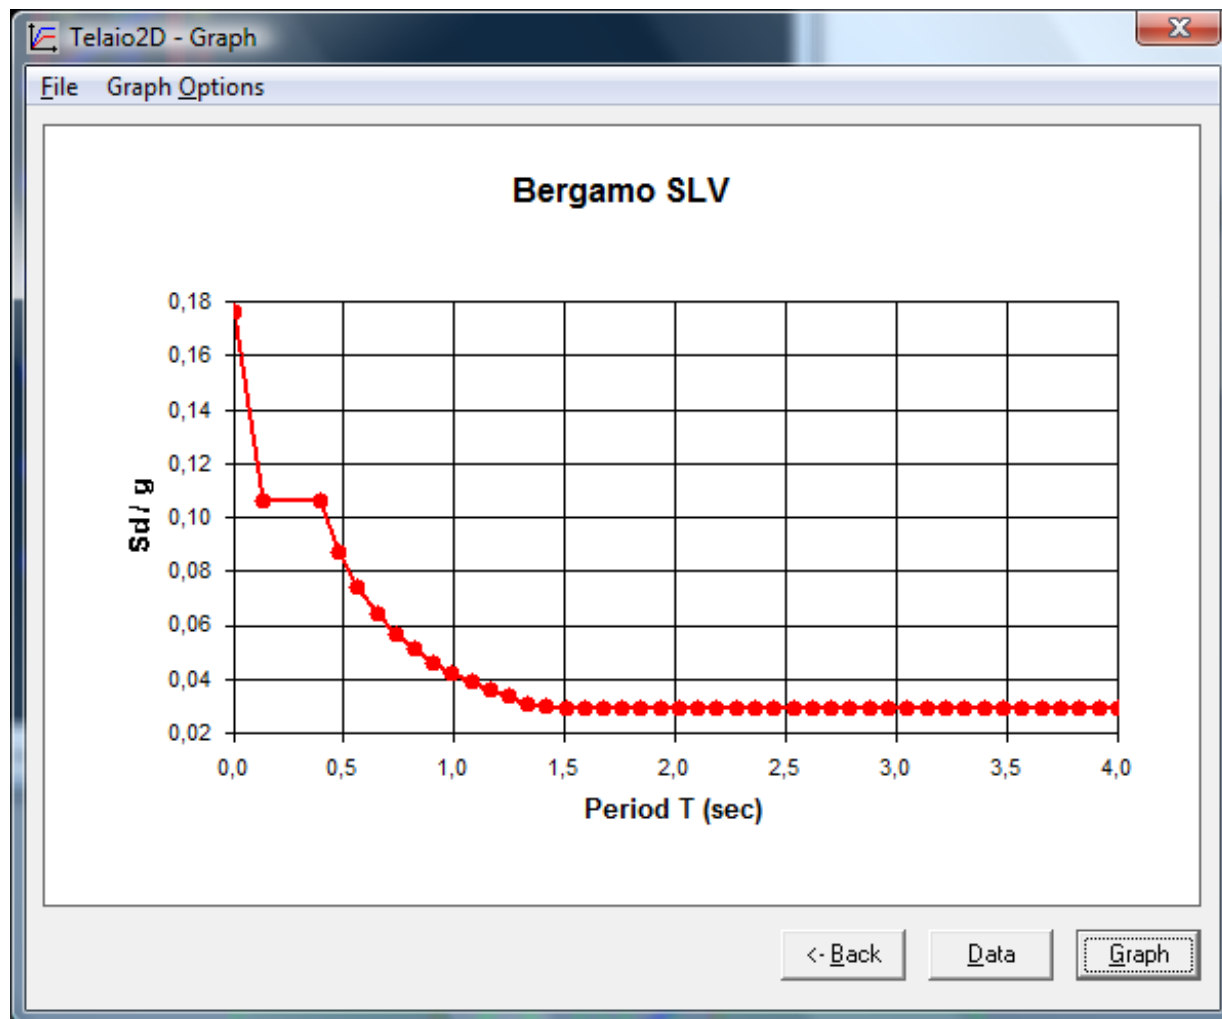 Telaio2D - Graph
File Graph Options
Bergamo SLV
0,18
0,16
0,14
0,12
0,10
0,08
0,06
0,04
0,02
Sd / g
0,0 0,5 1,0 1,5 2,0 2,5 3,0 3,5 4,0
Period T (sec)
<- Back Data Graph